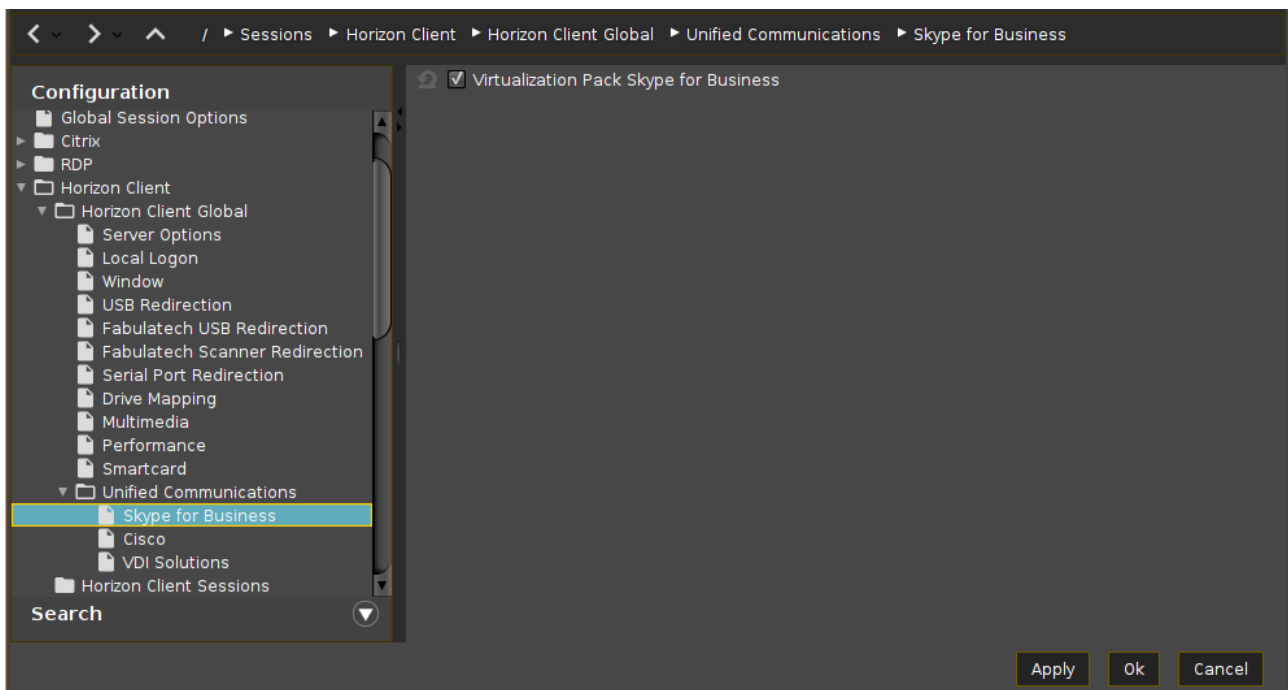 / ▸ Sessions ▸ Horizon Client ▸ Horizon Client Global ▸ Unified Communications ▸ Skype for Business
Configuration
Global Session Options
Citrix
RDP
Horizon Client
Horizon Client Global
Server Options
Local Logon
Window
USB Redirection
Fabulatech USB Redirection
Fabulatech Scanner Redirection
Serial Port Redirection
Drive Mapping
Multimedia
Performance
Smartcard
Unified Communications
Skype for Business
Cisco
VDI Solutions
Horizon Client Sessions
Search
Virtualization Pack Skype for Business
Apply Ok Cancel